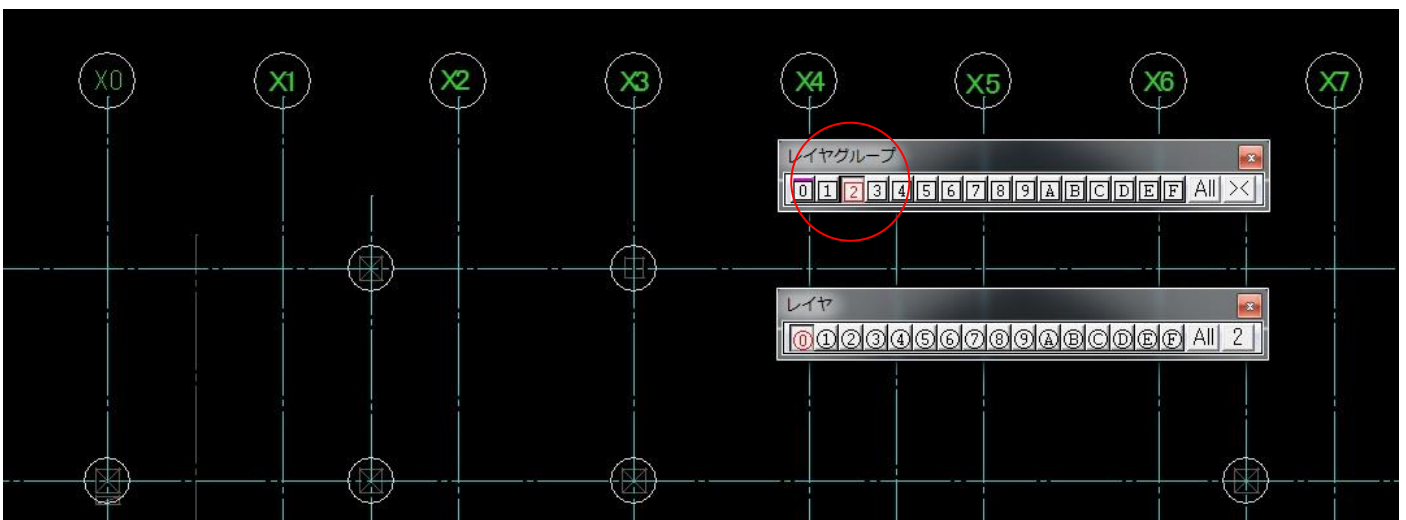 X0 X1 X2 X3 X4 X5 X6 X7
レイヤグループ x
0 1 2 3 4 5 6 7 8 9 A B C D E F All ><
レイヤ x
0 1 2 3 4 5 6 7 8 9 A B C D E F All 2